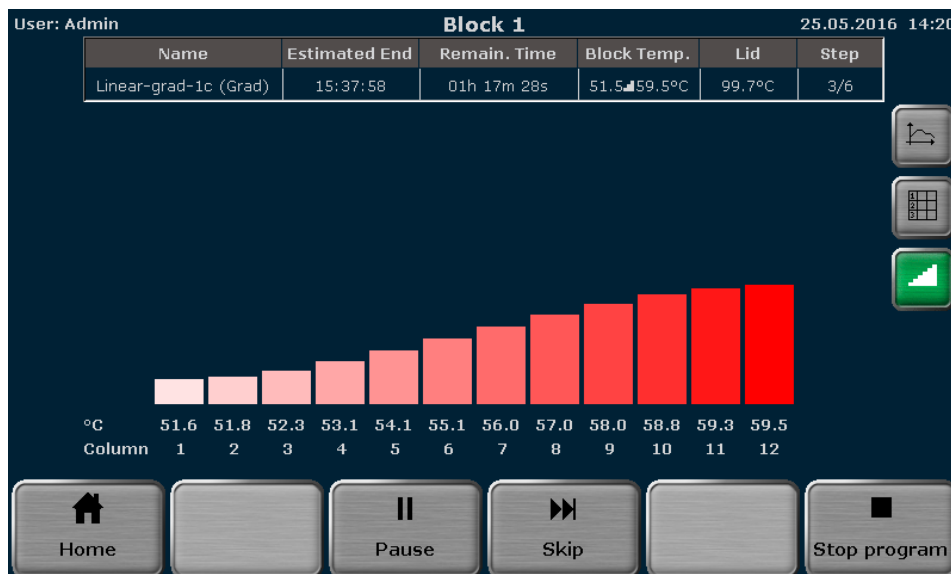 User: Admin Block 1 25.05.2016 14:20
Name Estimated End Remain. Time Block Temp. Lid Step
Linear-grad-1c (Grad) 15:37:58 01h 17m 28s 51.5 59.5°C 99.7°C 3/6
1
2
3
°C 51.6 51.8 52.3 53.1 54.1 55.1 56.0 57.0 58.0 58.8 59.3 59.5
Column 1 2 3 4 5 6 7 8 9 10 11 12
Home Pause Skip Stop program